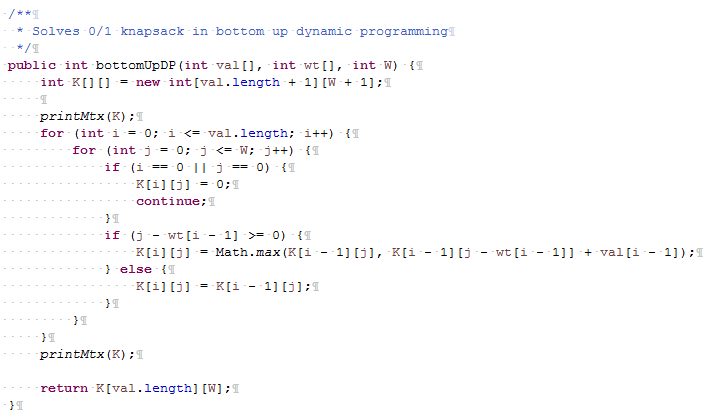 /**
 * Solves 0/1 knapsack in bottom up dynamic programming
 */
public int bottomUpDP(int val[], int wt[], int W) {
    int K[][] = new int[val.length + 1][W + 1];
    
    printMtx(K);
    for (int i = 0; i <= val.length; i++) {
        for (int j = 0; j <= W; j++) {
            if (i == 0 || j == 0) {
                K[i][j] = 0;
                continue;
            }
            if (j - wt[i - 1] >= 0) {
                K[i][j] = Math.max(K[i - 1][j], K[i - 1][j - wt[i - 1]] + val[i - 1]);
            } else {
                K[i][j] = K[i - 1][j];
            }
        }
    }
    printMtx(K);

    return K[val.length][W];
}